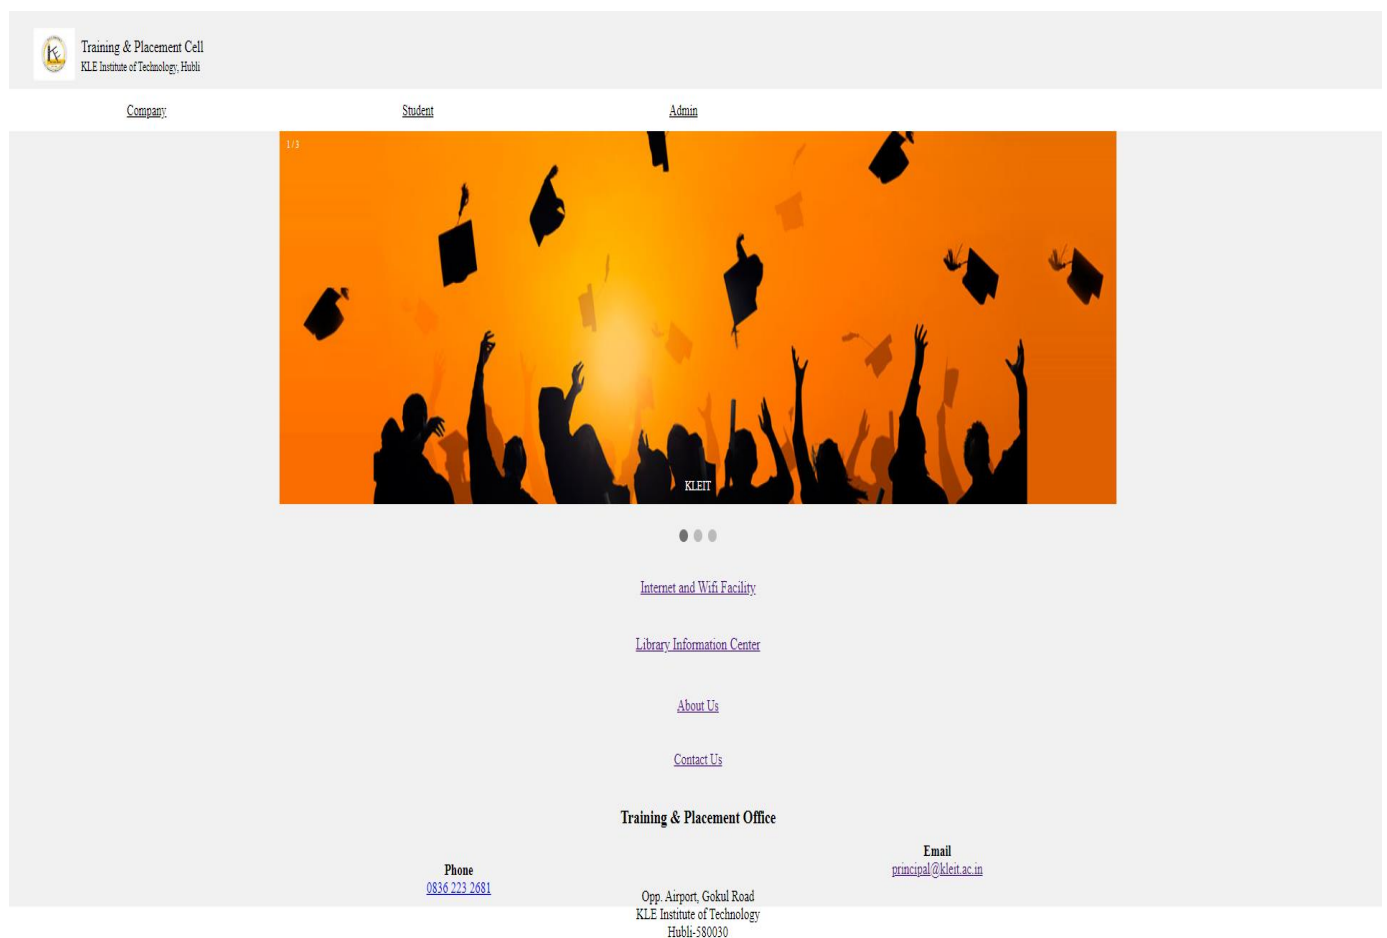 Training & Placement Cell
KLE Institute of Technology, Hubli
Company
Student
Admin
1 / 3
KLEIT
Internet and Wifi Facility
Library Information Center
About Us
Contact Us
Training & Placement Office
Phone
0836 223 2681
Email
principal@kleit.ac.in
Opp. Airport, Gokul Road
KLE Institute of Technology
Hubli-580030